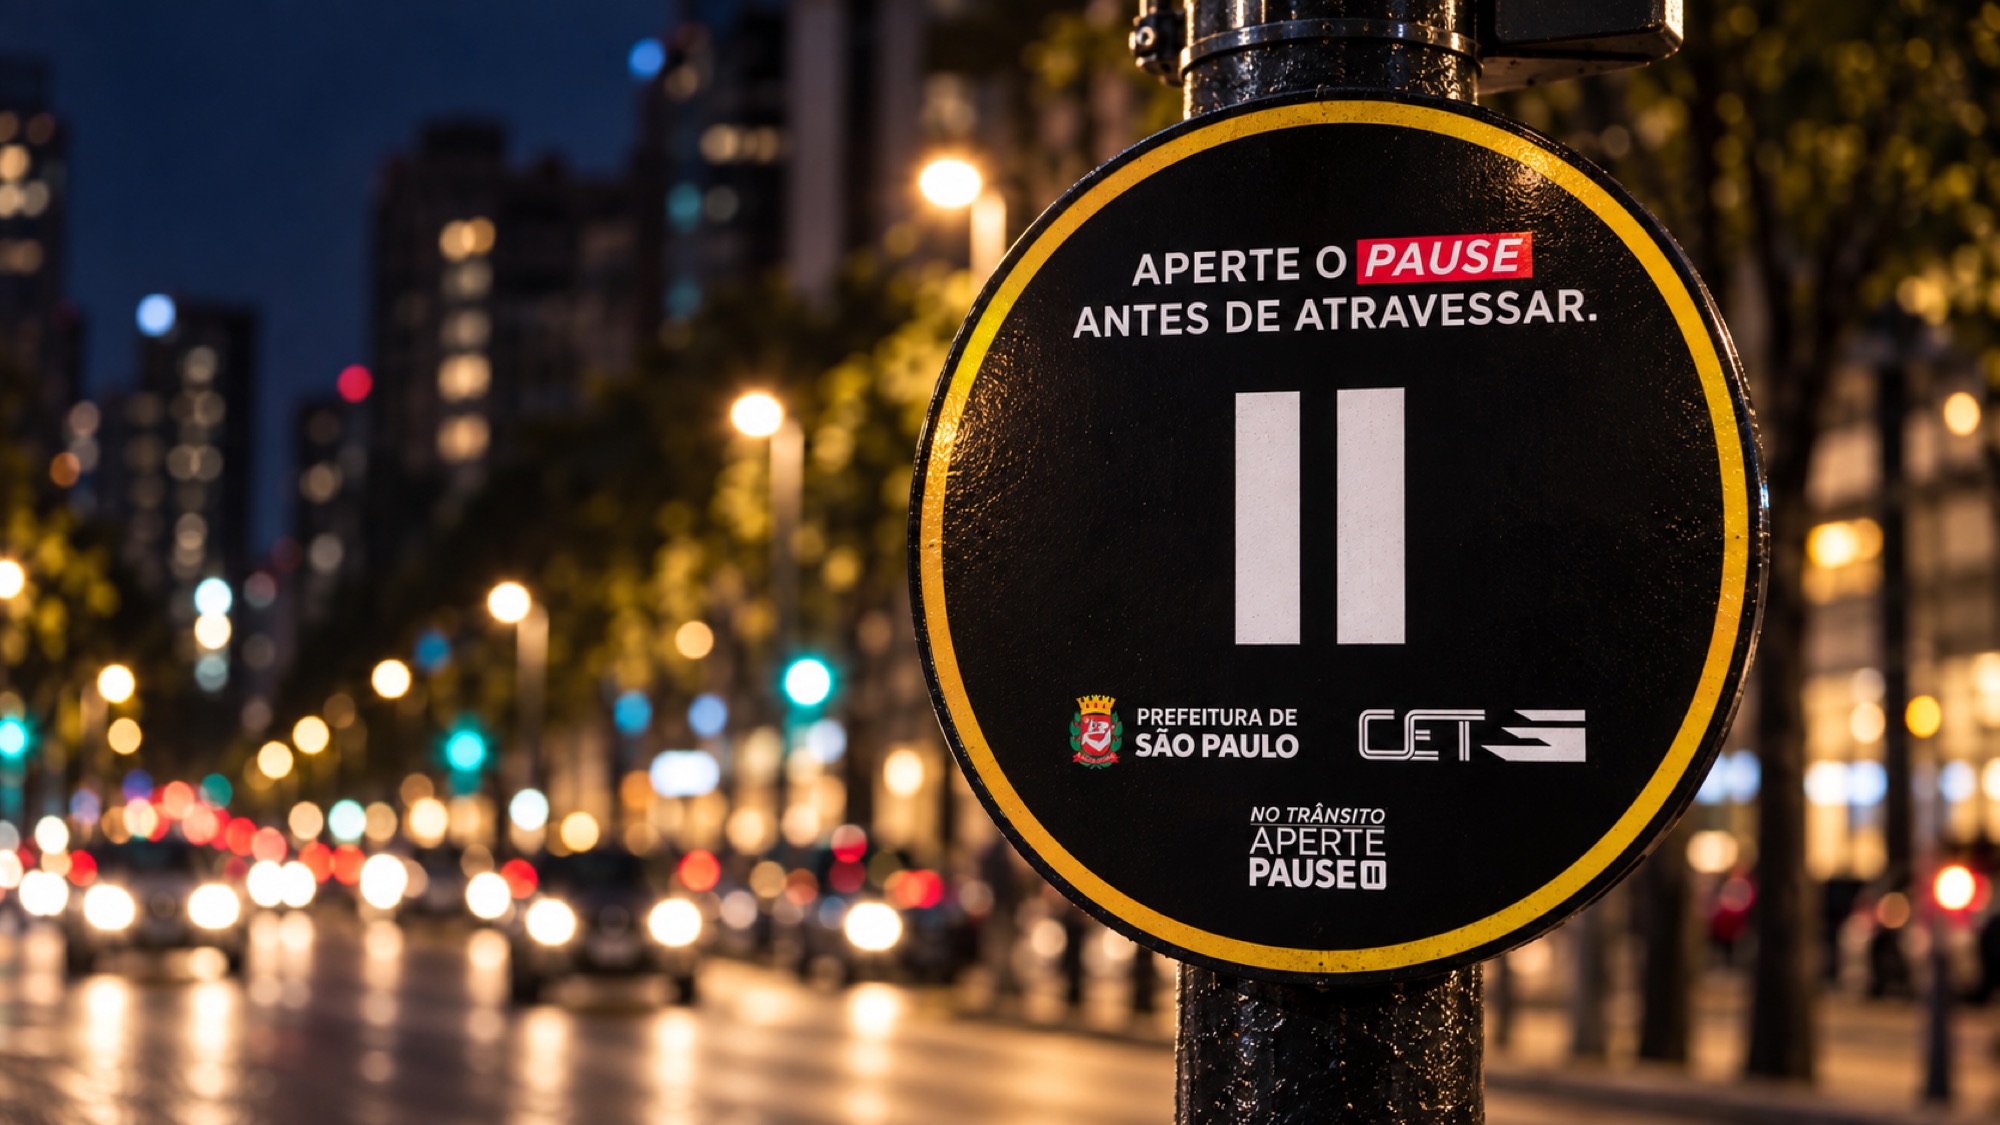 APERTE O PAUSE
ANTES DE ATRAVESSAR.
PREFEITURA DE
SÃO PAULO
CET
NO TRÂNSITO
APERTE
PAUSE